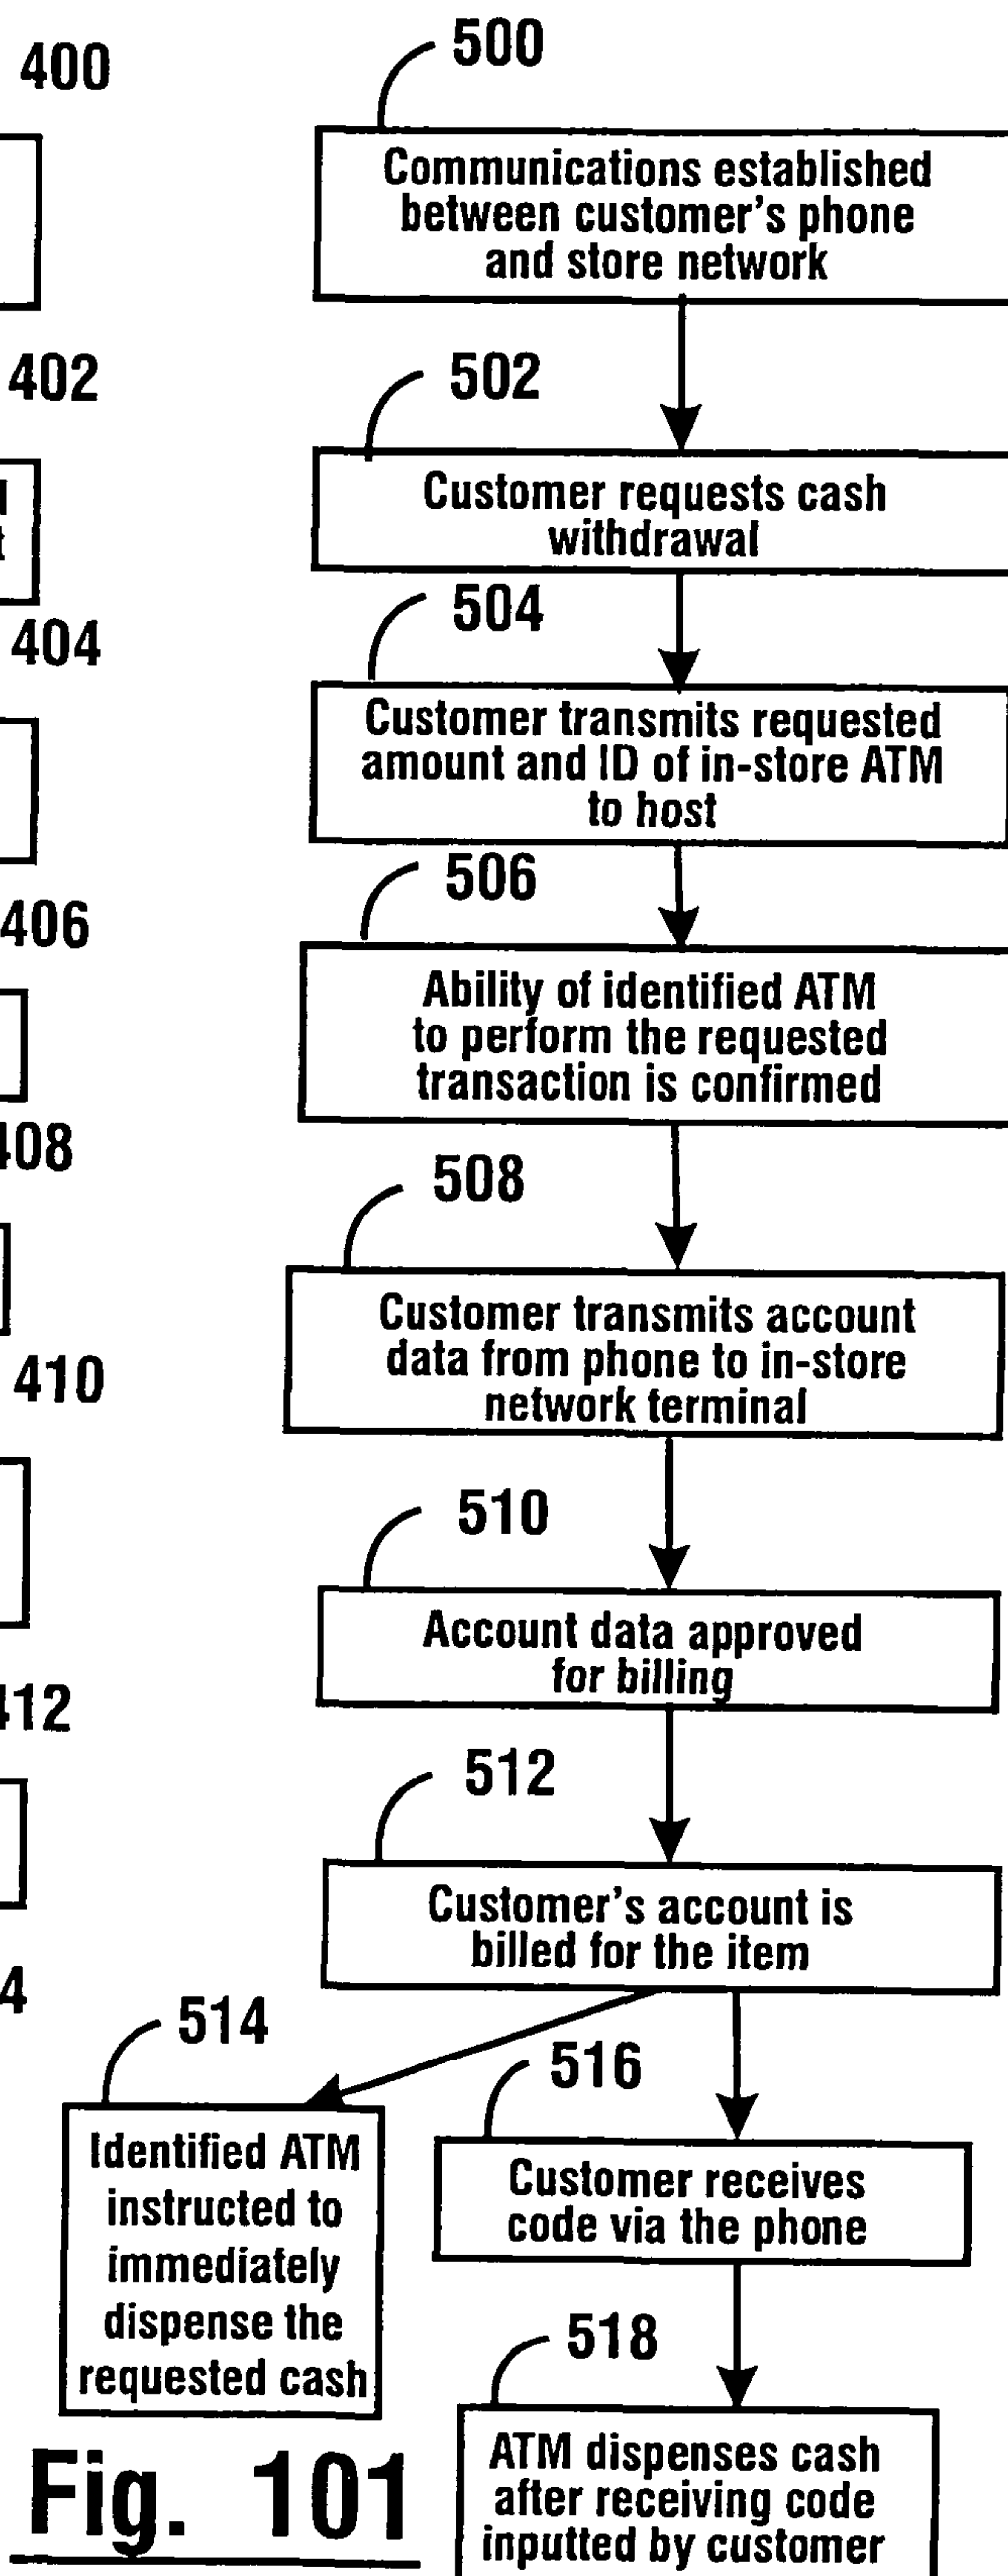 400
500
Communications established
between customer's phone
and store network
402
502
Customer requests cash
withdrawal
404
504
Customer transmits requested
amount and ID of in-store ATM
to host
406
506
Ability of identified ATM
to perform the requested
transaction is confirmed
408
508
Customer transmits account
data from phone to in-store
network terminal
410
510
Account data approved
for billing
412
512
Customer's account is
billed for the item
4
514
Identified ATM
instructed to
immediately
dispense the
requested cash
516
Customer receives
code via the phone
518
ATM dispenses cash
after receiving code
inputted by customer
Fig. 101